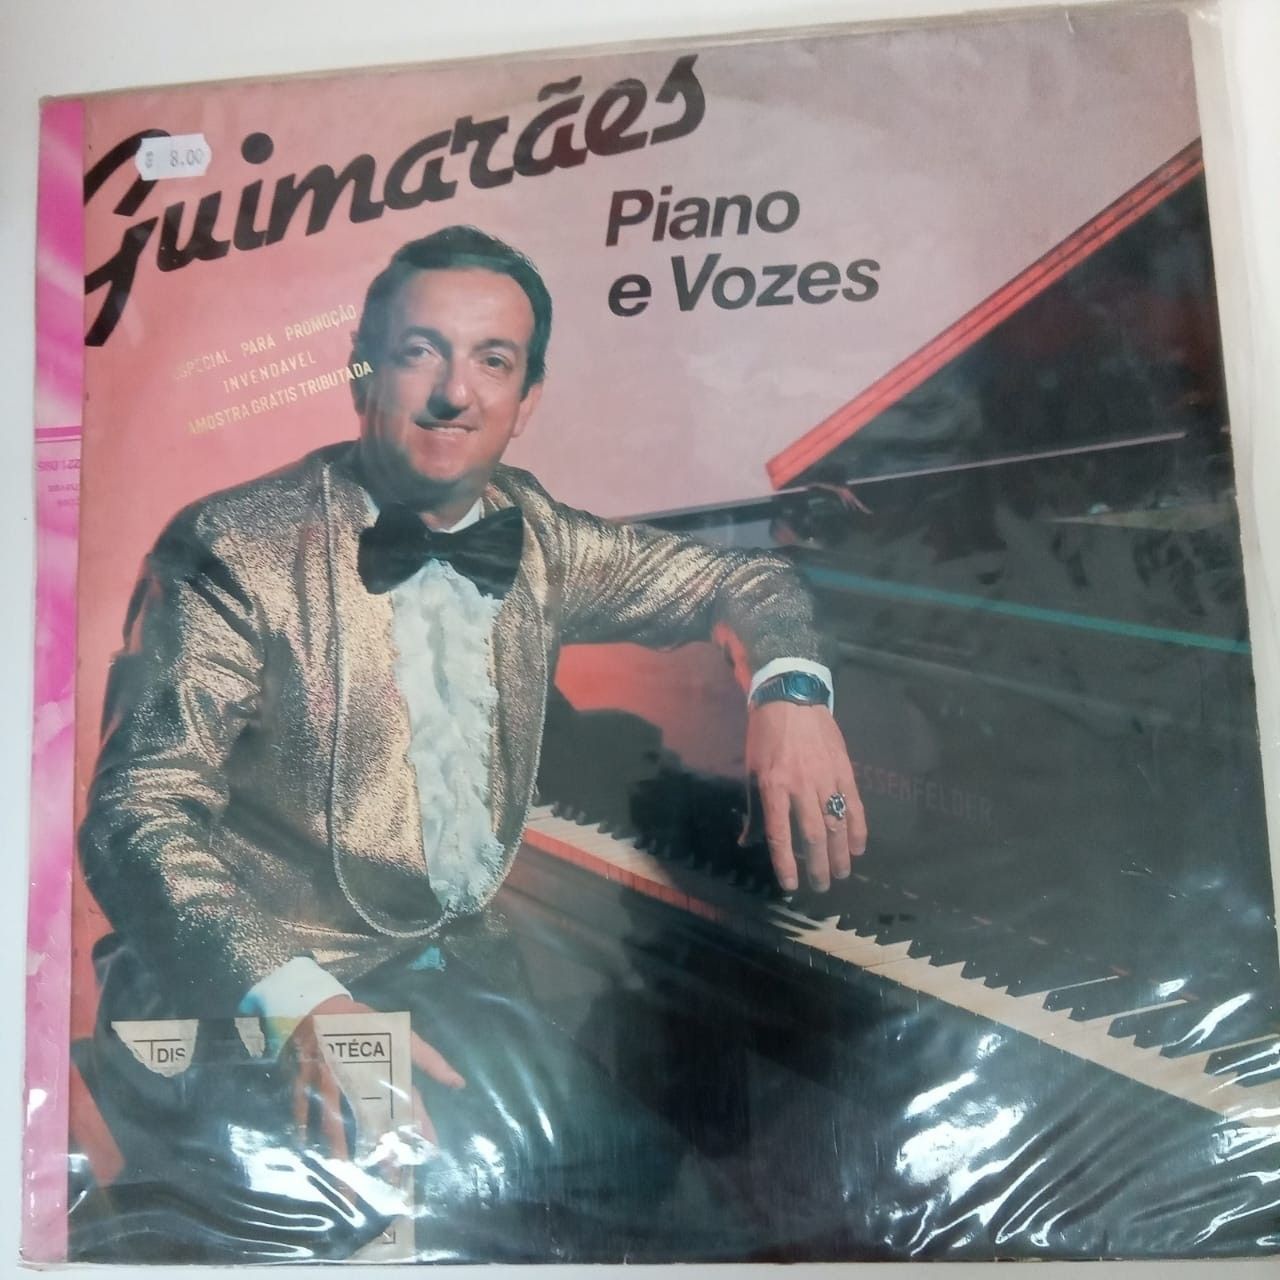 Guimarães
8.00
Piano
e Vozes
ESPECIAL PARA PROMOÇÃO
INVENDAVEL
AMOSTRA GRATIS TRIBUTADA
ESSENFELDER
DIS
OTÉCA